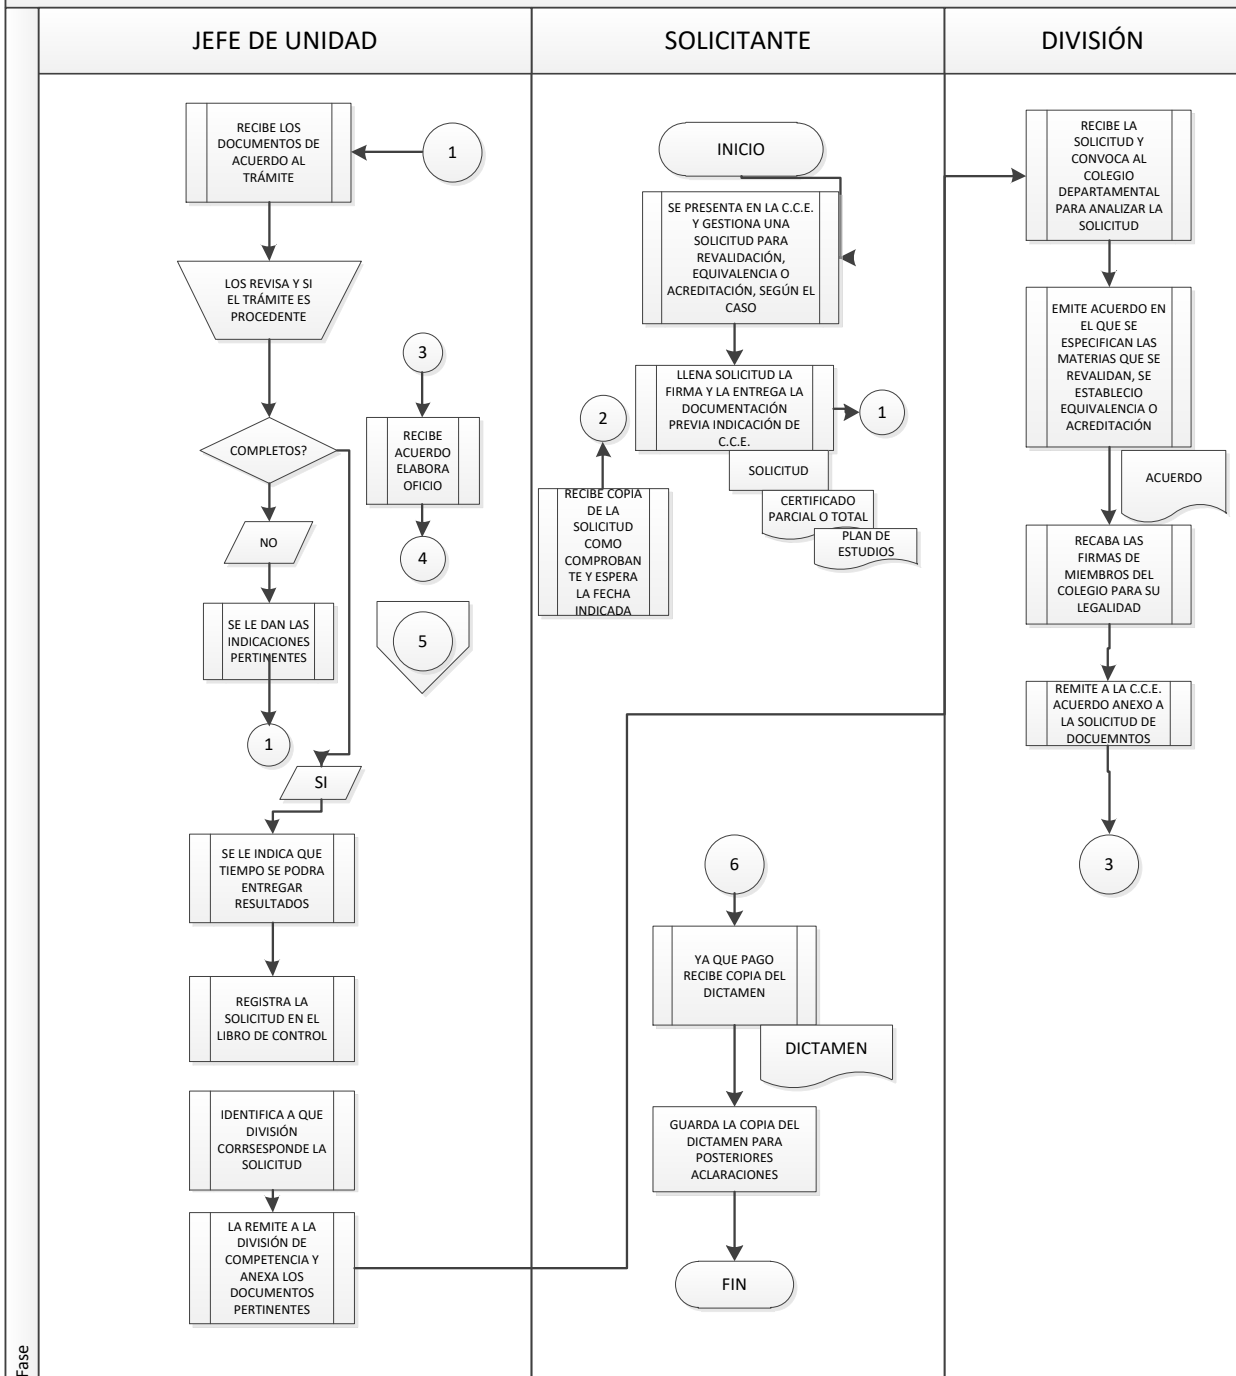 JEFE DE UNIDAD
SOLICITANTE
DIVISIÓN
RECIBE LOS
DOCUMENTOS DE
ACUERDO AL
TRÁMITE
1
LOS REVISA Y SI
EL TRÁMITE ES
PROCEDENTE
COMPLETOS?
NO
SE LE DAN LAS
INDICACIONES
PERTINENTES
1
SI
SE LE INDICA QUE
TIEMPO SE PODRA
ENTREGAR
RESULTADOS
REGISTRA LA
SOLICITUD EN EL
LIBRO DE CONTROL
IDENTIFICA A QUE
DIVISIÓN
CORRSESPONDE LA
SOLICITUD
LA REMITE A LA
DIVISIÓN DE
COMPETENCIA Y
ANEXA LOS
DOCUMENTOS
PERTINENTES
3
RECIBE
ACUERDO
ELABORA
OFICIO
4
5
INICIO
SE PRESENTA EN LA C.C.E.
Y GESTIONA UNA
SOLICITUD PARA
REVALIDACIÓN,
EQUIVALENCIA O
ACREDITACIÓN, SEGÚN EL
CASO
LLENA SOLICITUD LA
FIRMA Y LA ENTREGA LA
DOCUMENTACIÓN
PREVIA INDICACIÓN DE
C.C.E.
1
SOLICITUD
CERTIFICADO
PARCIAL O TOTAL
PLAN DE
ESTUDIOS
2
RECIBE COPIA
DE LA
SOLICITUD
COMO
COMPROBAN
TE Y ESPERA
LA FECHA
INDICADA
6
YA QUE PAGO
RECIBE COPIA DEL
DICTAMEN
DICTAMEN
GUARDA LA COPIA DEL
DICTAMEN PARA
POSTERIORES
ACLARACIONES
FIN
RECIBE LA
SOLICITUD Y
CONVOCA AL
COLEGIO
DEPARTAMENTAL
PARA ANALIZAR LA
SOLICITUD
EMITE ACUERDO EN
EL QUE SE
ESPECIFICAN LAS
MATERIAS QUE SE
REVALIDAN, SE
ESTABLECIO
EQUIVALENCIA O
ACREDITACIÓN
ACUERDO
RECABA LAS
FIRMAS DE
MIEMBROS DEL
COLEGIO PARA SU
LEGALIDAD
REMITE A LA C.C.E.
ACUERDO ANEXO A
LA SOLICITUD DE
DOCUEMNTOS
3
Fase